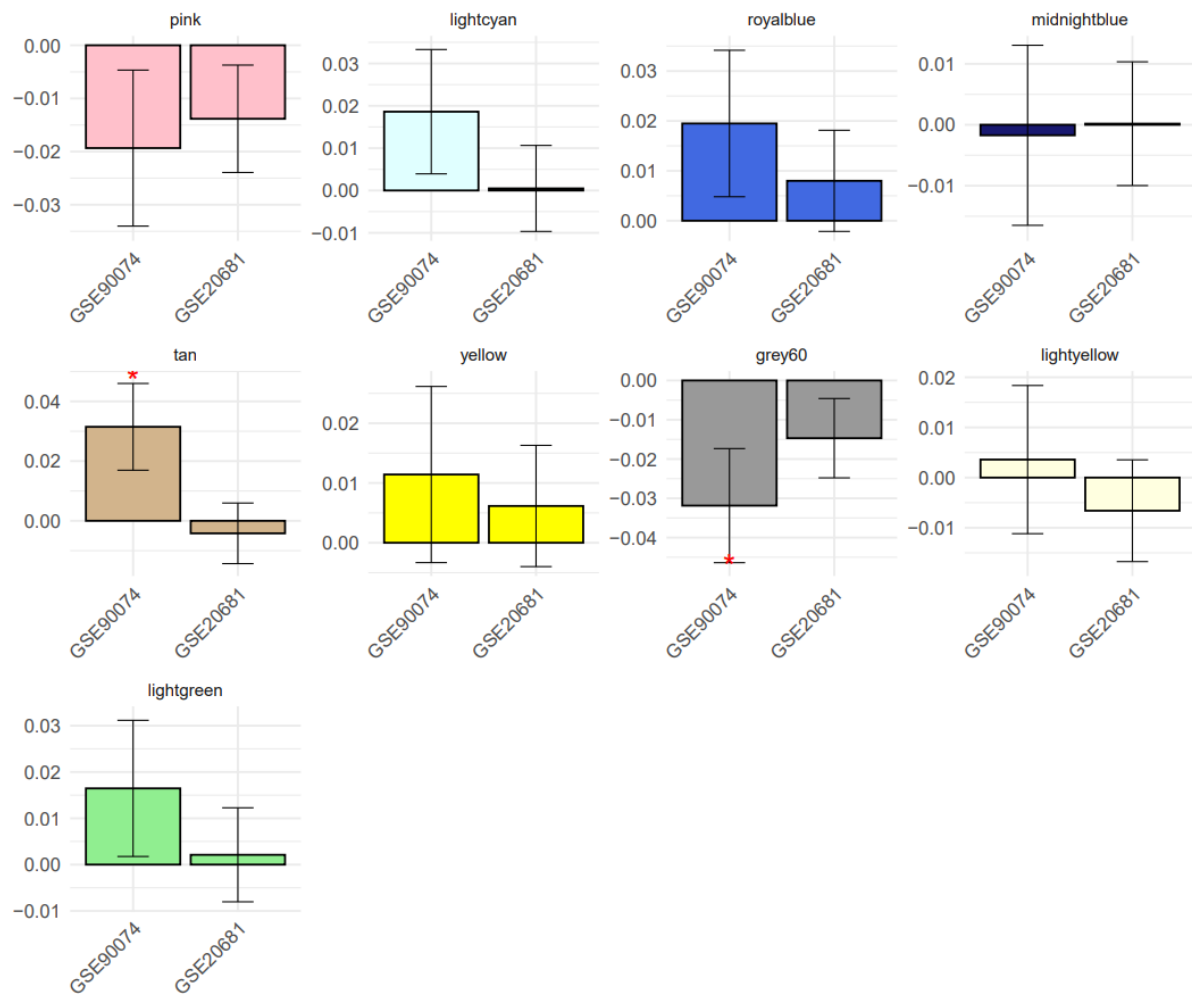 pink
0.00
−0.01
−0.02
−0.03
GSE90074
GSE20681
lightcyan
0.03
0.02
0.01
0.00
−0.01
GSE90074
GSE20681
royalblue
0.03
0.02
0.01
0.00
GSE90074
GSE20681
midnightblue
0.01
0.00
−0.01
GSE90074
GSE20681
tan
*
0.04
0.02
0.00
GSE90074
GSE20681
yellow
0.02
0.01
0.00
GSE90074
GSE20681
grey60
0.00
−0.01
−0.02
−0.03
−0.04
*
GSE90074
GSE20681
lightyellow
0.02
0.01
0.00
−0.01
GSE90074
GSE20681
lightgreen
0.03
0.02
0.01
0.00
−0.01
GSE90074
GSE20681